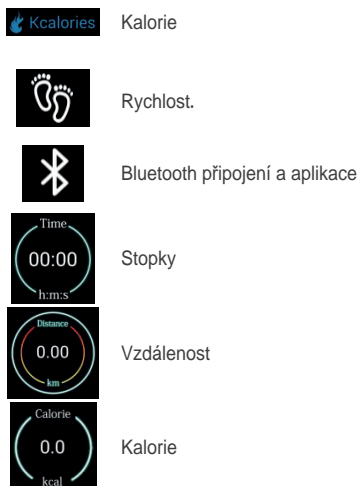 Kcalories Kalorie
Rychlost.
Bluetooth připojení a aplikace
Time
00:00 Stopky
h:m:s
Distance
0.00 Vzdálenost
km
Calorie
0.0 Kalorie
kcal